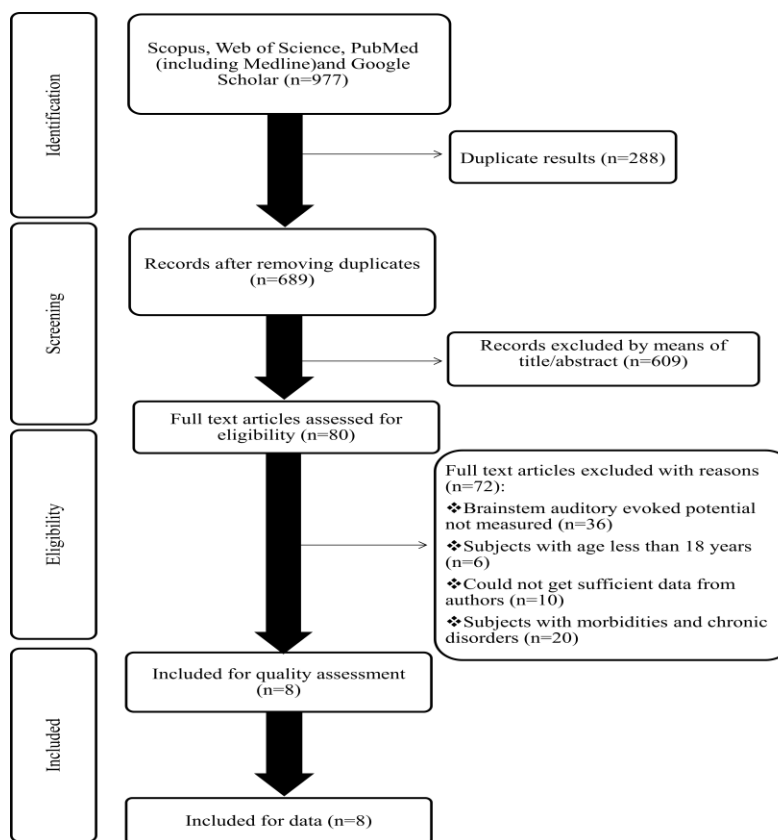 Identification
Scopus, Web of Science, PubMed
(including Medline)and Google
Scholar (n=977)
Duplicate results (n=288)
Screening
Records after removing duplicates
(n=689)
Records excluded by means of
title/abstract (n=609)
Eligibility
Full text articles assessed for
eligibility (n=80)
Full text articles excluded with reasons
(n=72):
❖Brainstem auditory evoked potential
not measured (n=36)
❖Subjects with age less than 18 years
(n=6)
❖Could not get sufficient data from
authors (n=10)
❖Subjects with morbidities and chronic
disorders (n=20)
Included
Included for quality assessment
(n=8)
Included for data (n=8)